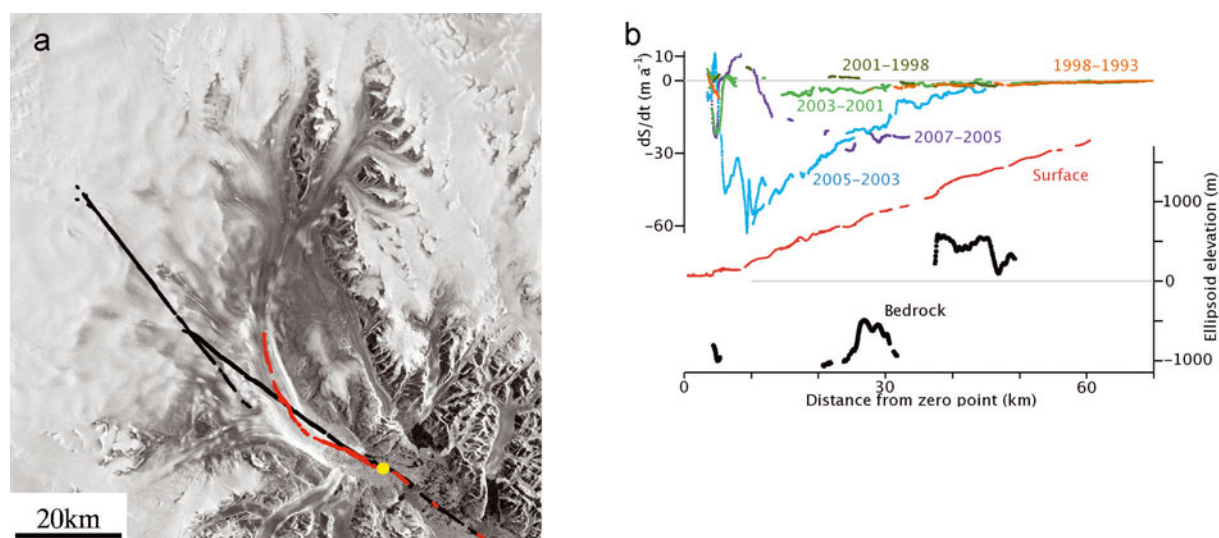 a
20km
b
dS/dt (m a⁻¹)
10
0
-30
-60
2001-1998
1998-1993
2003-2001
2007-2005
2005-2003
Surface
Bedrock
1000
0
-1000
Ellipsoid elevation (m)
0
30
60
Distance from zero point (km)